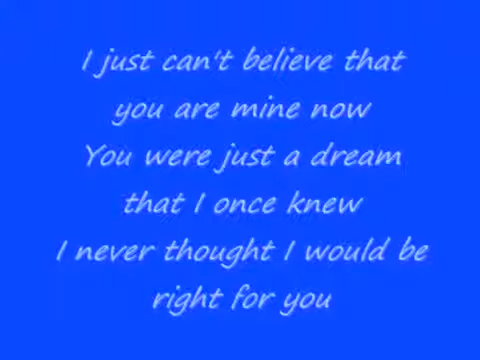 I just can't believe that
you are mine now
You were just a dream
that I once knew
I never thought I would be
right for you